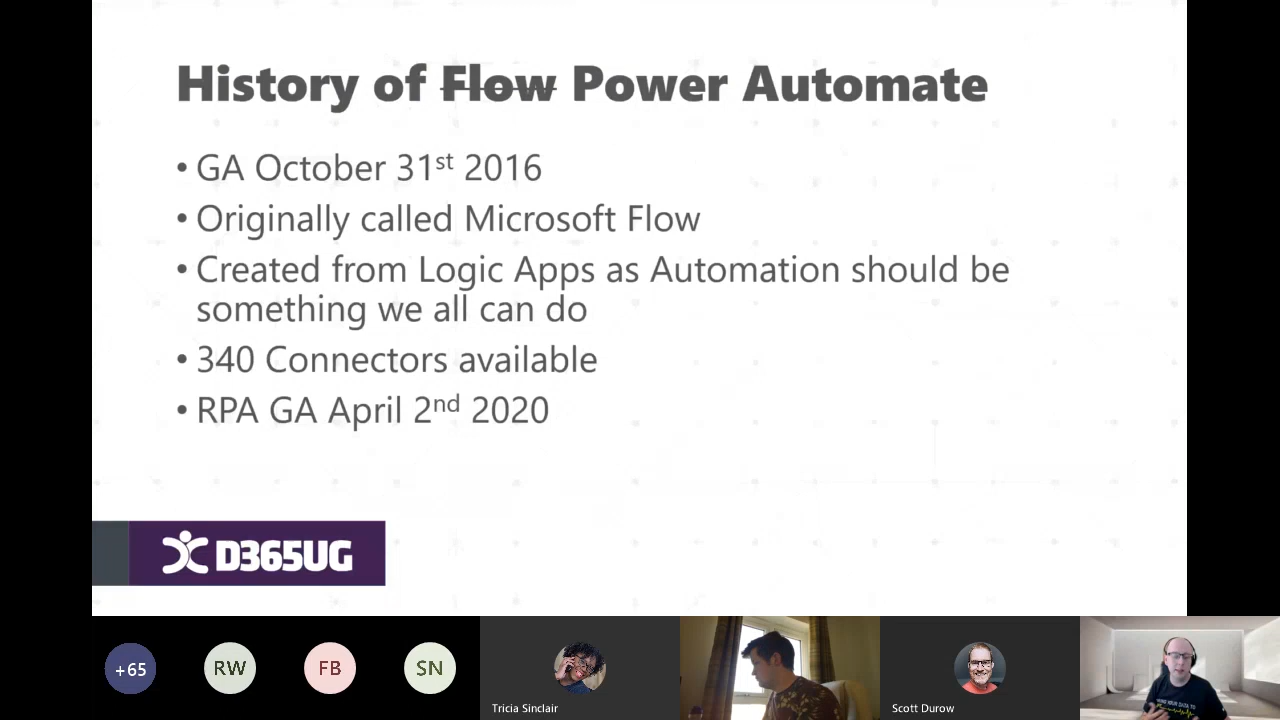 History of Flow Power Automate
• GA October 31st 2016
• Originally called Microsoft Flow
• Created from Logic Apps as Automation should be
something we all can do
• 340 Connectors available
• RPA GA April 2nd 2020
D365UG
+65
RW
FB
SN
Tricia Sinclair
Scott Durow